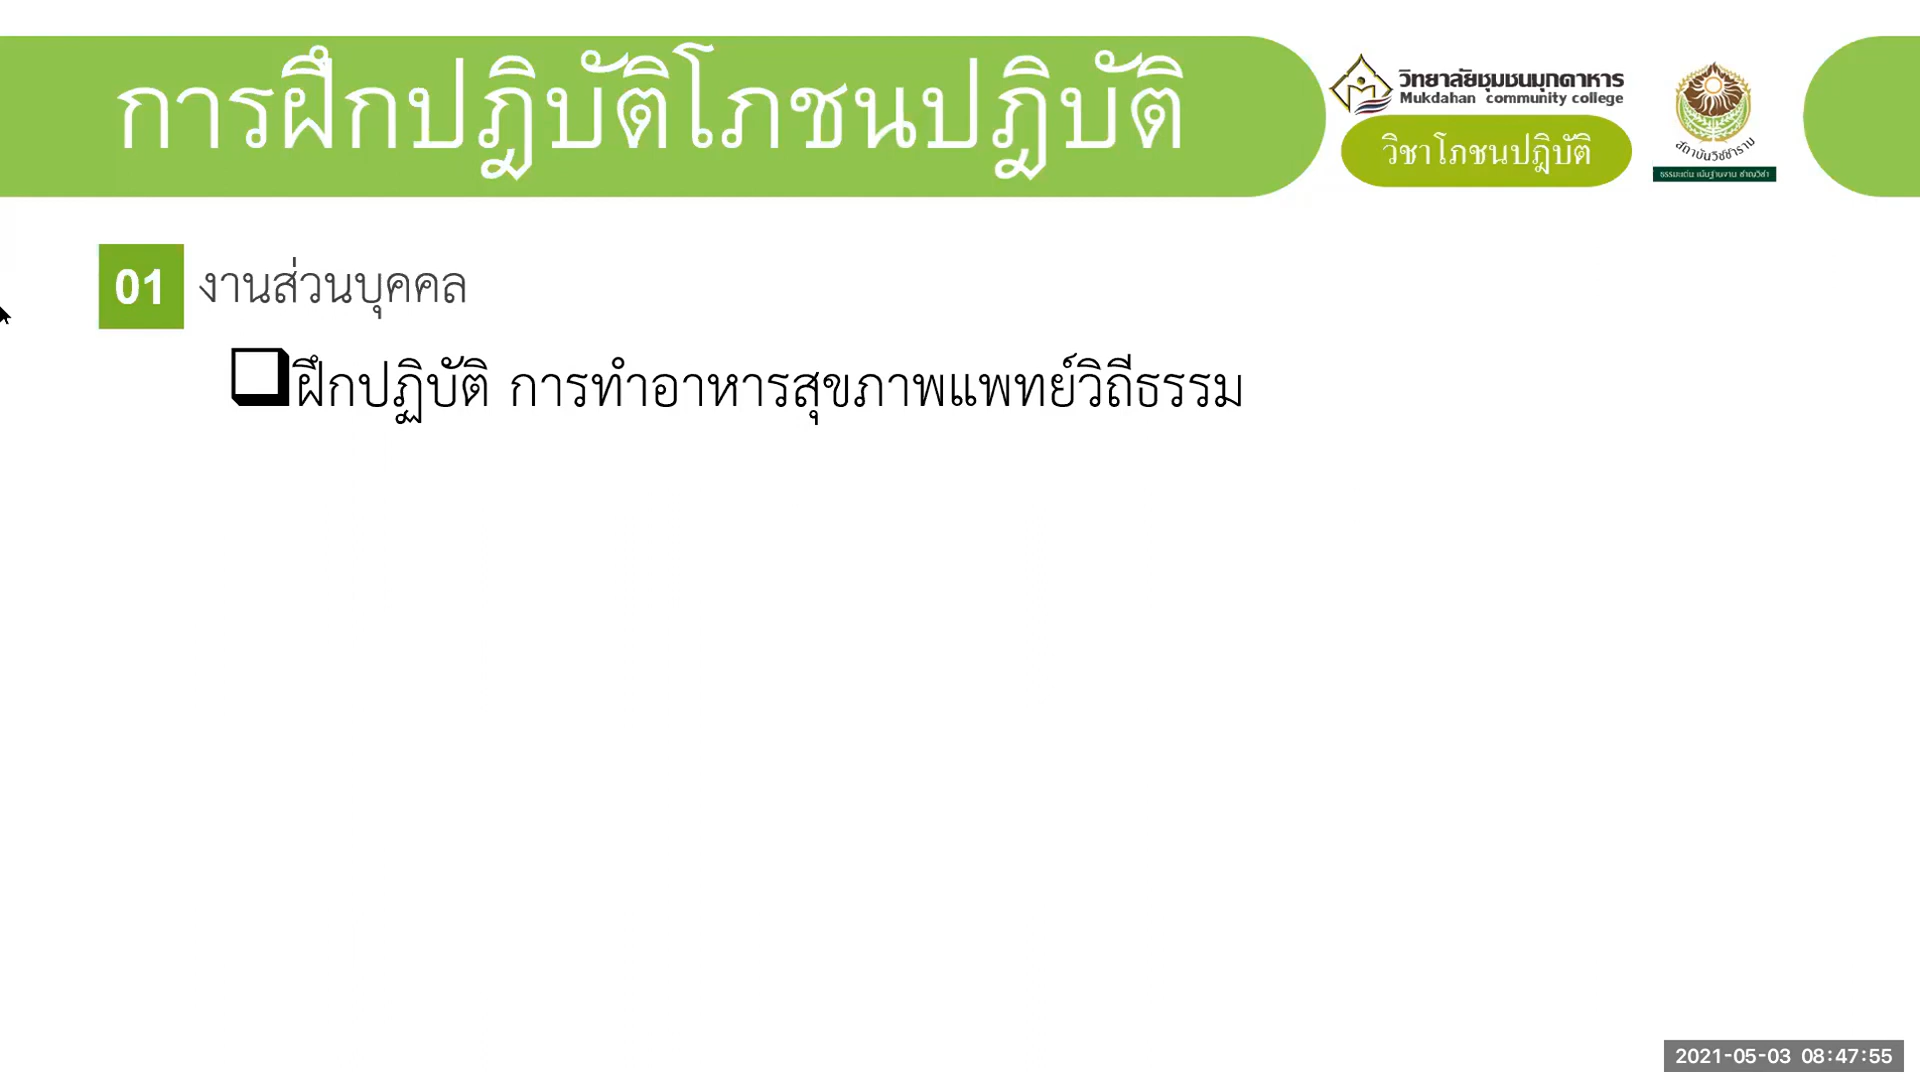 การฝึกปฎิบัติโภชนปฎิบัติ
วิทยาลัยชุมชนมุกดาหาร
Mukdahan community college
วิชาโภชนปฎิบัติ
สถาบันวิชชาราม
01 งานส่วนบุคคล
ฝึกปฏิบัติ การทำอาหารสุขภาพแพทย์วิถีธรรม
2021-05-03 08:47:55